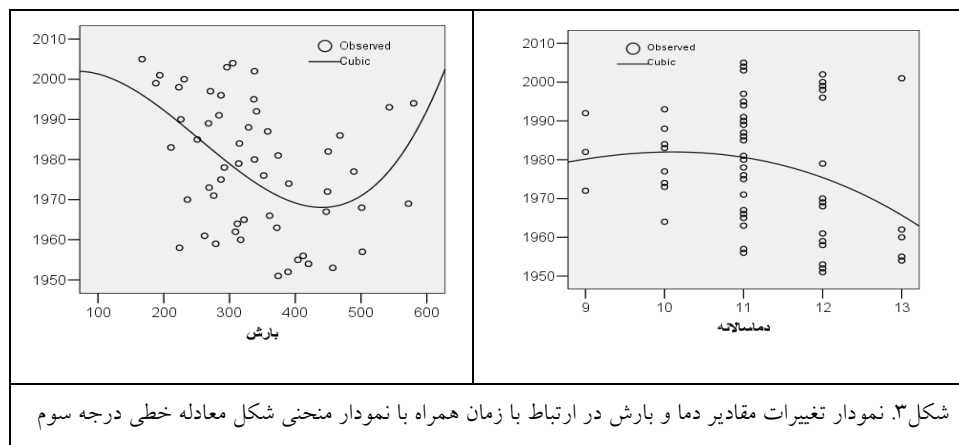 2010
2000
1990
1980
1970
1960
1950
Observed
Cubic
100 200 300 400 500 600
بارش
2010
2000
1990
1980
1970
1960
1950
Observed
Cubic
9 10 11 12 13
دماسالانه
شکل۳. نمودار تغییرات مقادیر دما و بارش در ارتباط با زمان همراه با نمودار منحنی شکل معادله خطی درجه سوم